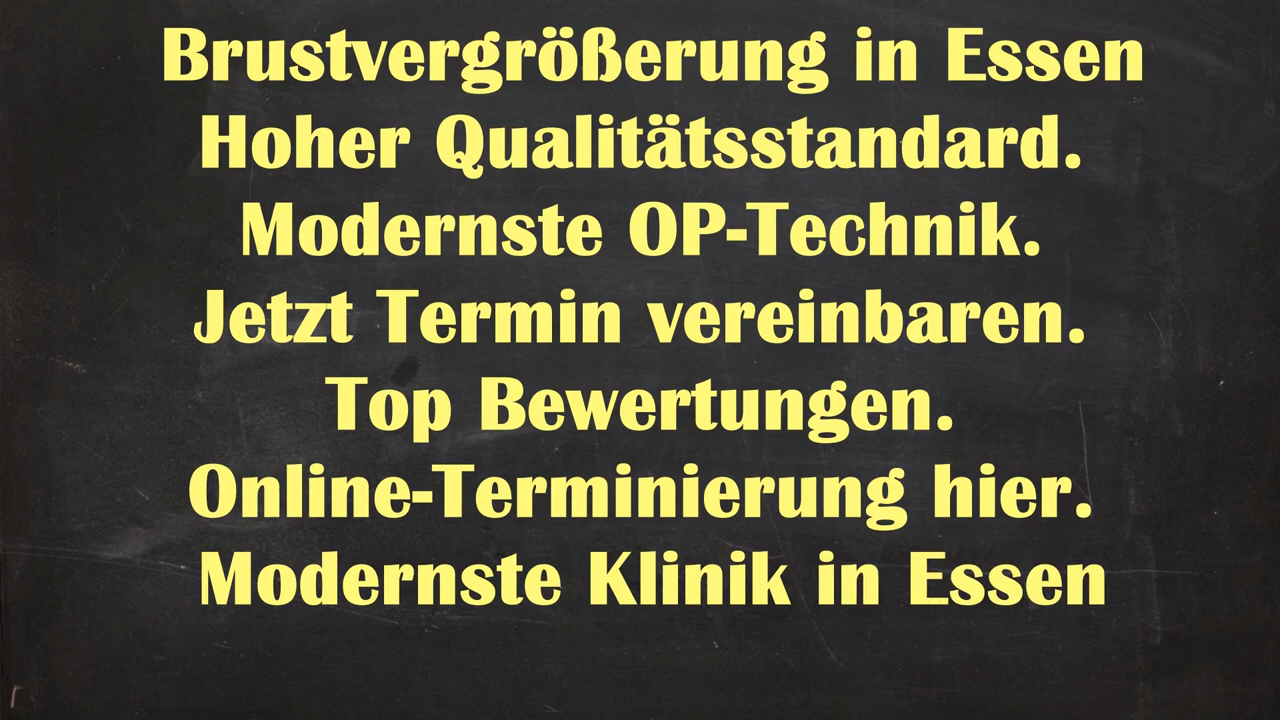 Brustvergrößerung in Essen
Hoher Qualitätsstandard.
Modernste OP-Technik.
Jetzt Termin vereinbaren.
Top Bewertungen.
Online-Terminierung hier.
Modernste Klinik in Essen